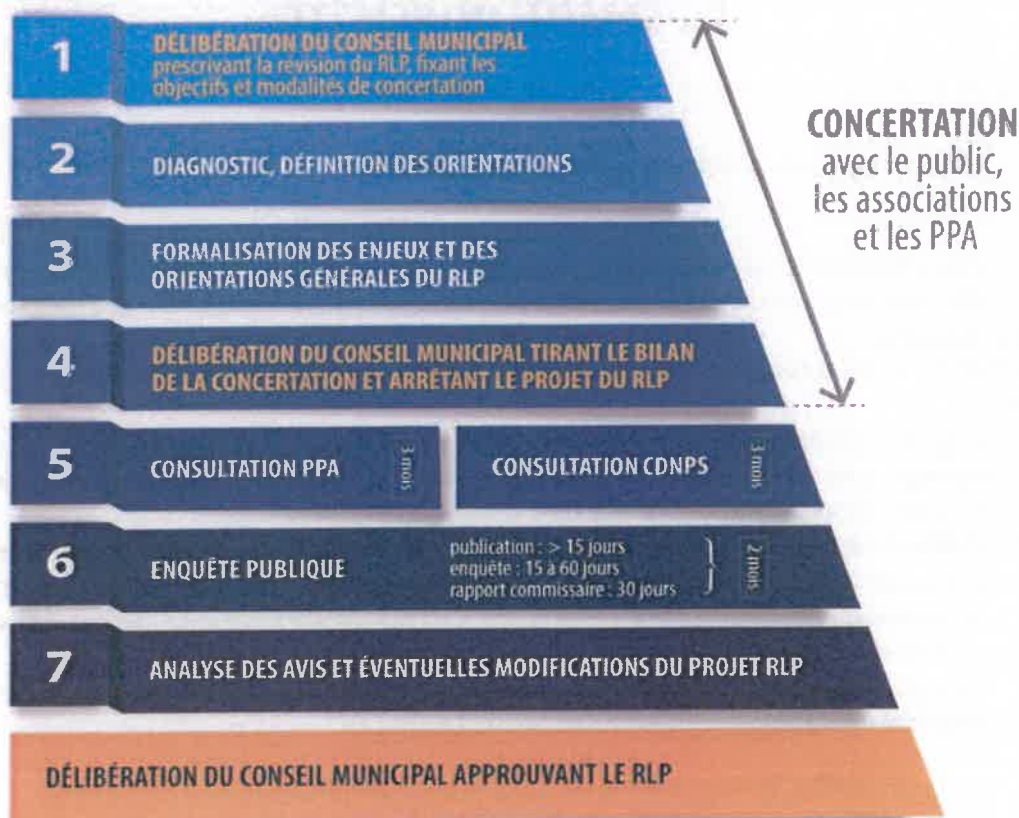 1
DÉLIBÉRATION DU CONSEIL MUNICIPAL
prescrivant la révision du RLP, fixant les
objectifs et modalités de concertation
2
DIAGNOSTIC, DÉFINITION DES ORIENTATIONS
3
FORMALISATION DES ENJEUX ET DES
ORIENTATIONS GÉNÉRALES DU RLP
4
DÉLIBÉRATION DU CONSEIL MUNICIPAL TIRANT LE BILAN
DE LA CONCERTATION ET ARRÊTANT LE PROJET DU RLP
CONCERTATION
avec le public,
les associations
et les PPA
5
CONSULTATION PPA
3 mois
CONSULTATION CDNPS
3 mois
6
ENQUÊTE PUBLIQUE
publication : > 15 jours
enquête : 15 à 60 jours
rapport commissaire : 30 jours
2 mois
7
ANALYSE DES AVIS ET ÉVENTUELLES MODIFICATIONS DU PROJET RLP
DÉLIBÉRATION DU CONSEIL MUNICIPAL APPROUVANT LE RLP